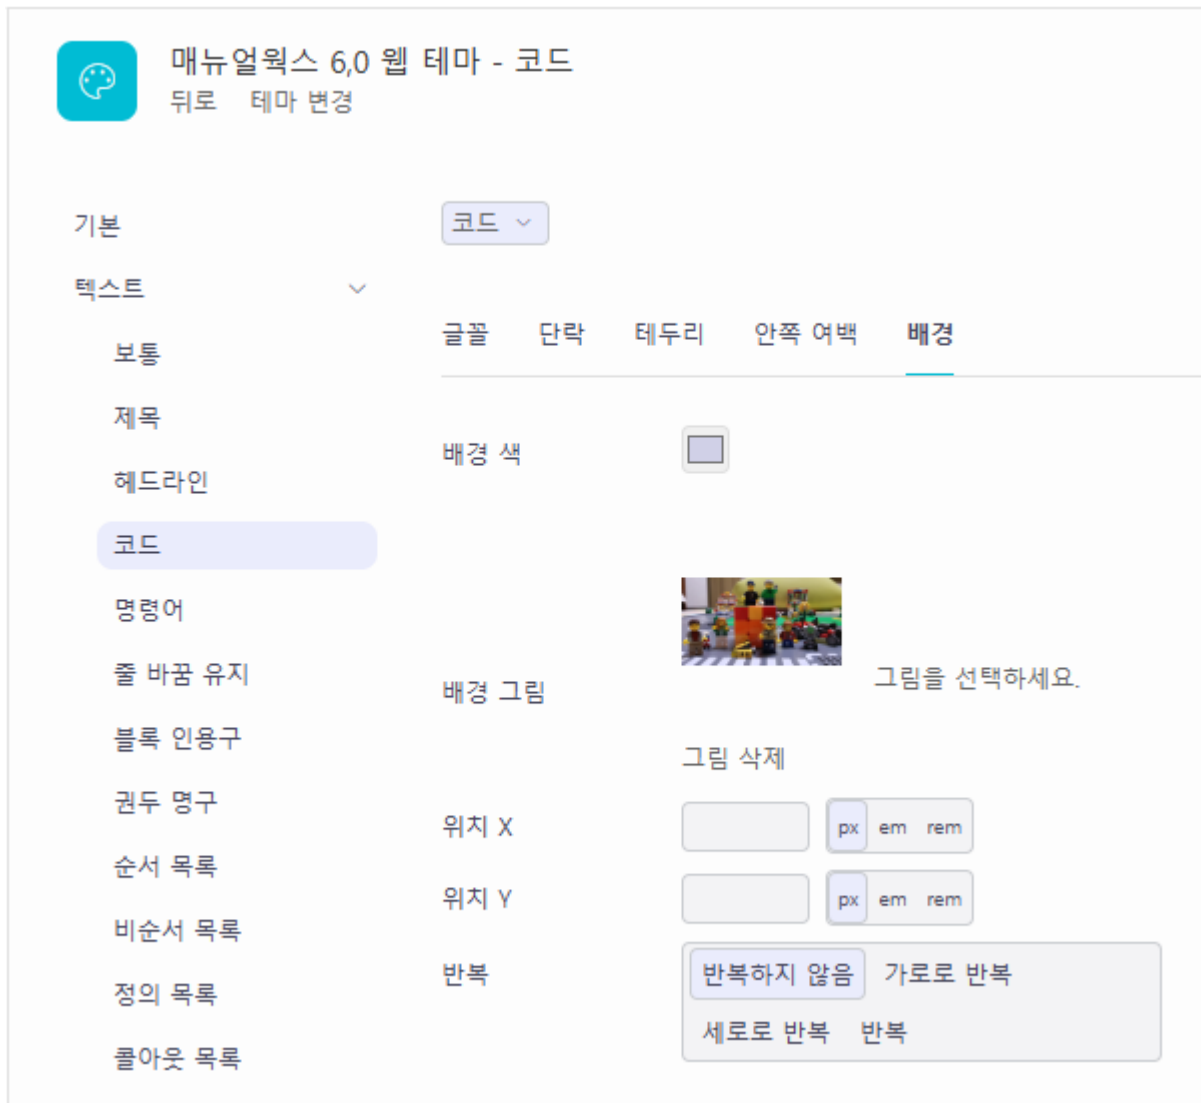 매뉴얼웍스 6,0 웹 테마 - 코드
뒤로 테마 변경
기본
텍스트
보통
제목
헤드라인
코드
명령어
줄 바꿈 유지
블록 인용구
권두 명구
순서 목록
비순서 목록
정의 목록
콜아웃 목록
코드
글꼴 단락 테두리 안쪽 여백 배경
배경 색
배경 그림
그림을 선택하세요.
그림 삭제
위치 X px em rem
위치 Y px em rem
반복 반복하지 않음 가로로 반복
세로로 반복 반복